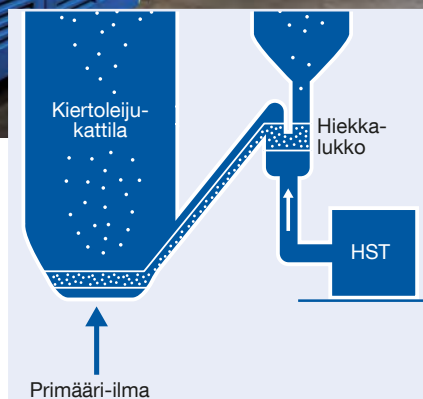 Kiertoleiju-
kattila
Hiekka-
lukko
HST
Primääri-ilma